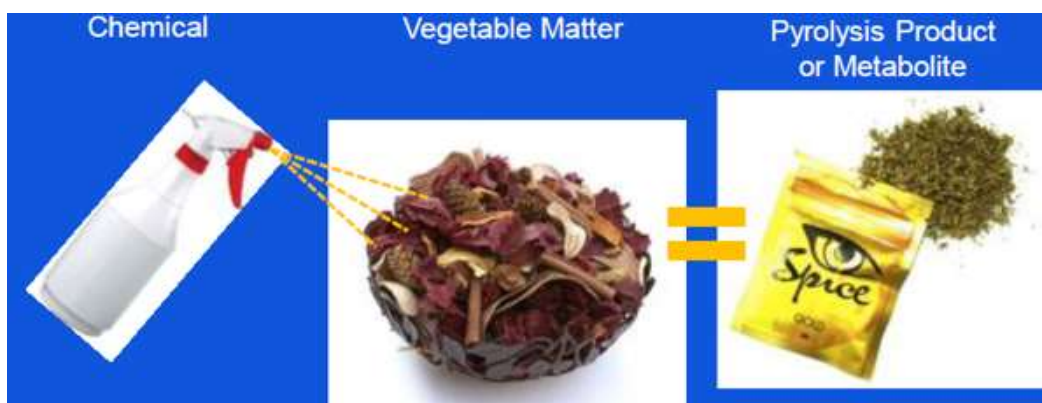 Chemical
Vegetable Matter
Pyrolysis Product
or Metabolite
Spice
GOLD